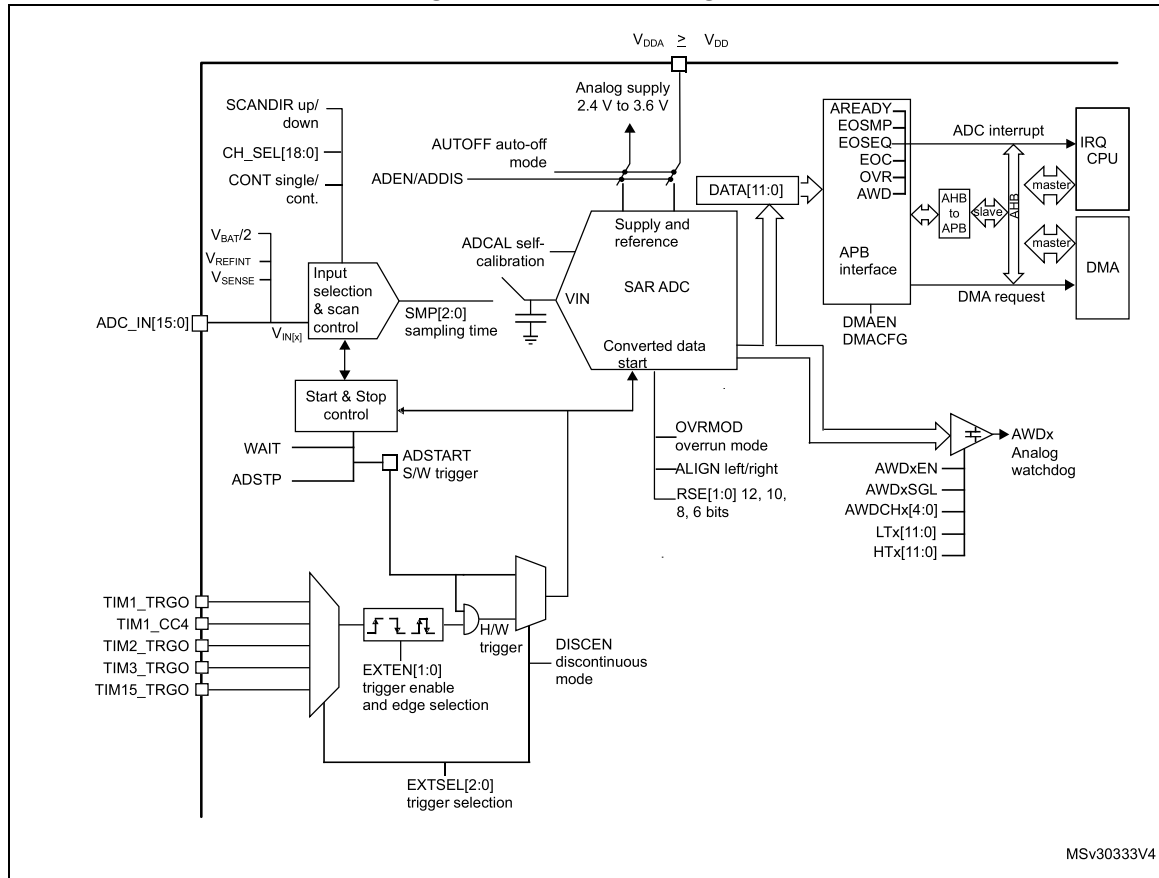 VDDA ≥ VDD
Analog supply
2.4 V to 3.6 V
SCANDIR up/
down
CH_SEL[18:0]
CONT single/
cont.
AUTOFF auto-off
mode
ADEN/ADDIS
VBAT/2
VREFINT
VSENSE
ADC_IN[15:0]
VIN[x]
Input
selection
& scan
control
SMP[2:0]
sampling time
ADCAL self-
calibration
Supply and
reference
SAR ADC
VIN
Converted data
start
DATA[11:0]
AREADY
EOSMP
EOSEQ
EOC
OVR
AWD
APB
interface
DMAEN
DMACFG
ADC interrupt
AHB
to
APB
slave
AHB
master
master
IRQ
CPU
DMA
DMA request
Start & Stop
control
WAIT
ADSTP
ADSTART
S/W trigger
OVRMOD
overrun mode
ALIGN left/right
RSE[1:0] 12, 10,
8, 6 bits
AWDx
Analog
watchdog
AWDxEN
AWDxSGL
AWDCHx[4:0]
LTx[11:0]
HTx[11:0]
TIM1_TRGO
TIM1_CC4
TIM2_TRGO
TIM3_TRGO
TIM15_TRGO
H/W
trigger
EXTEN[1:0]
trigger enable
and edge selection
DISCEN
discontinuous
mode
EXTSEL[2:0]
trigger selection
MSv30333V4